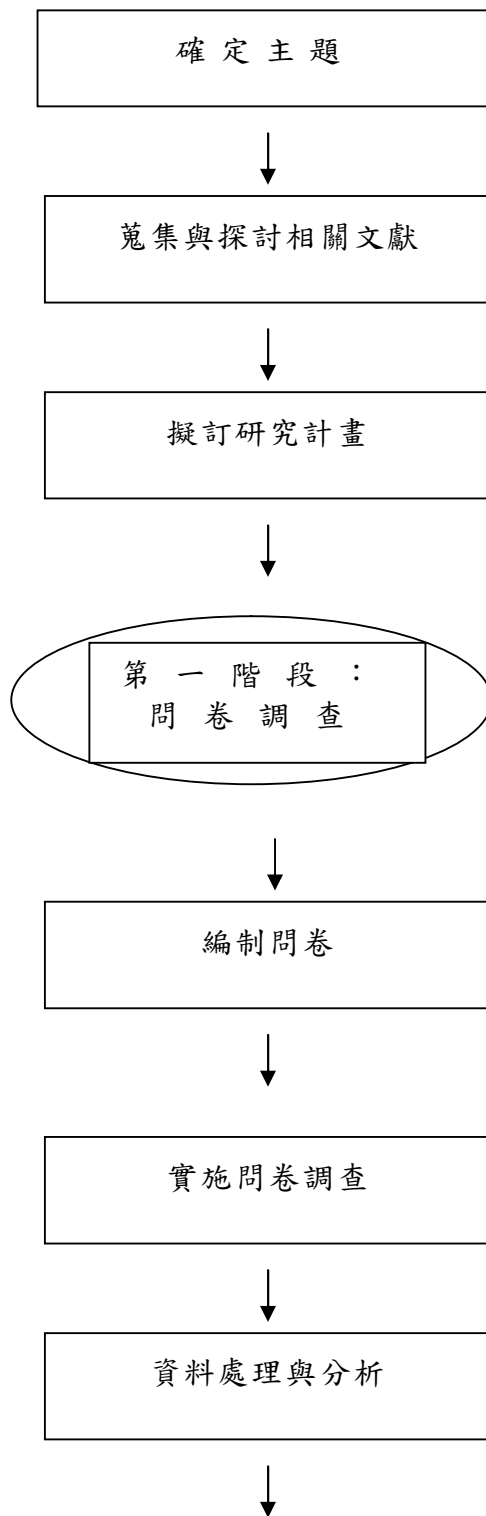 確定主題
蒐集與探討相關文獻
擬訂研究計畫
第一階段：
問卷調查
編制問卷
實施問卷調查
資料處理與分析